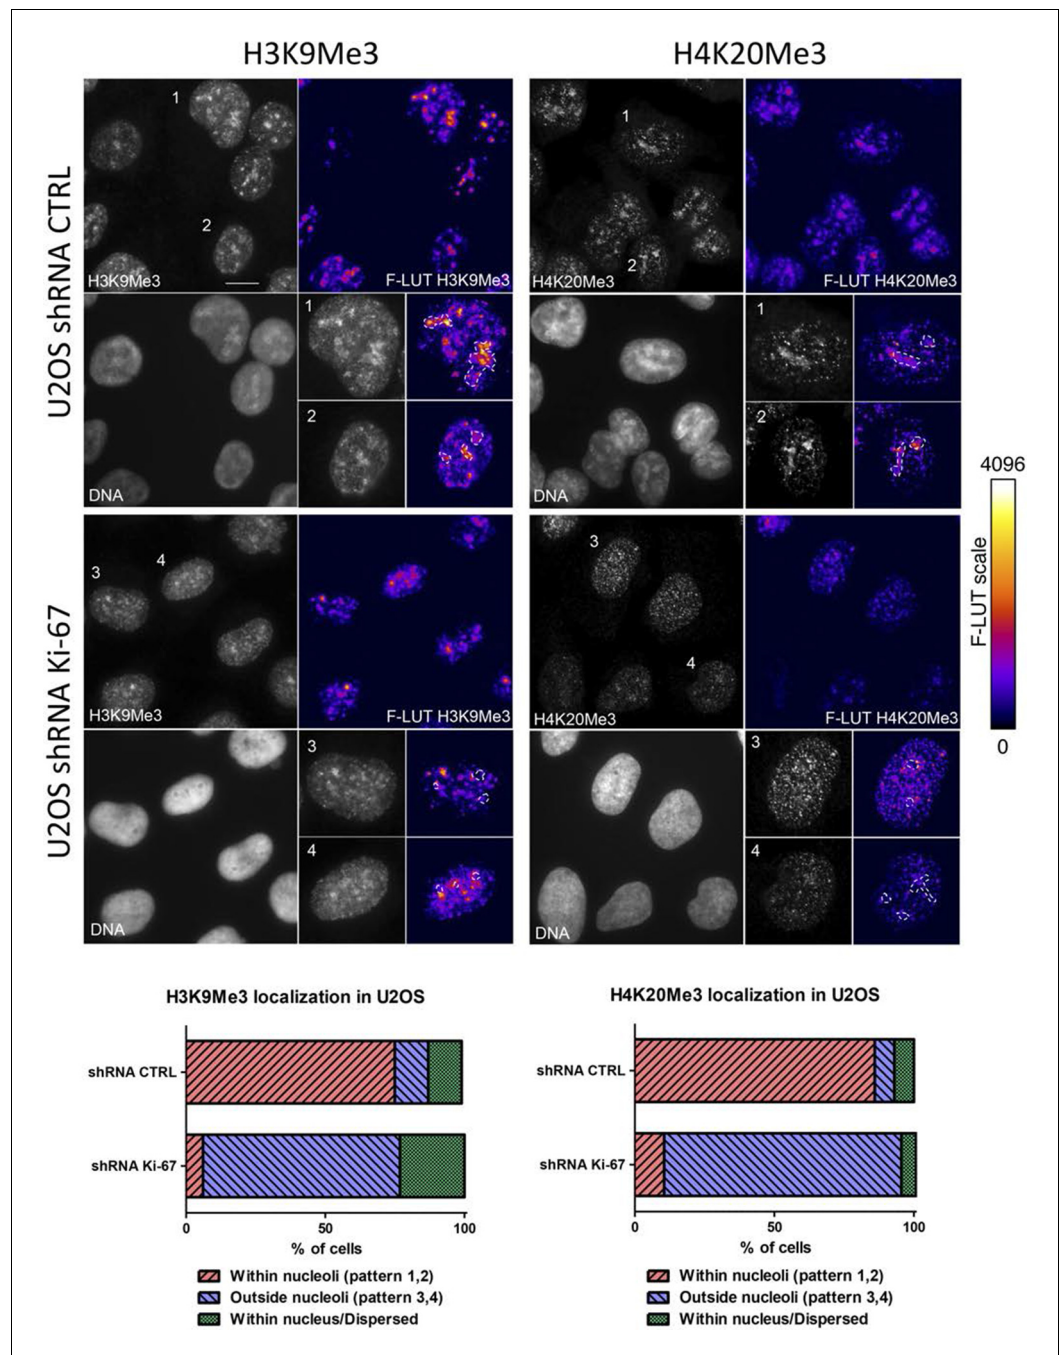 H3K9Me3
H4K20Me3
U2OS shRNA CTRL
1
2
H3K9Me3
F-LUT H3K9Me3
1
2
H4K20Me3
F-LUT H4K20Me3
DNA
1
2
DNA
1
2
U2OS shRNA Ki-67
3
4
H3K9Me3
F-LUT H3K9Me3
3
4
H4K20Me3
F-LUT H4K20Me3
DNA
3
4
DNA
3
4
4096
F-LUT scale
0
H3K9Me3 localization in U2OS
shRNA CTRL
shRNA Ki-67
0 50 100
% of cells
Within nucleoli (pattern 1,2)
Outside nucleoli (pattern 3,4)
Within nucleus/Dispersed
H4K20Me3 localization in U2OS
shRNA CTRL
shRNA Ki-67
0 50 100
% of cells
Within nucleoli (pattern 1,2)
Outside nucleoli (pattern 3,4)
Within nucleus/Dispersed